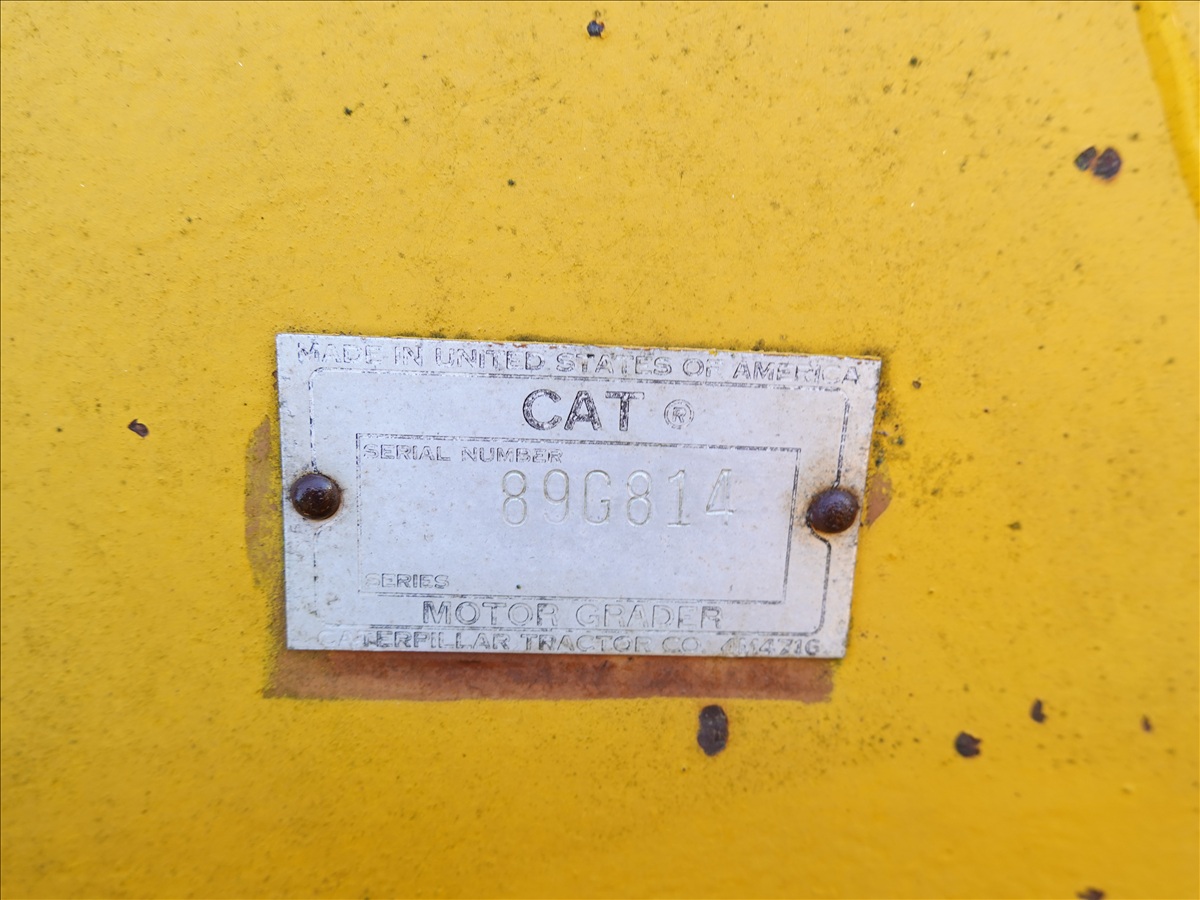 MADE IN UNITED STATES OF AMERICA
CAT ®
SERIAL NUMBER
89G814
SERIES
MOTOR GRADER
CATERPILLAR TRACTOR CO.